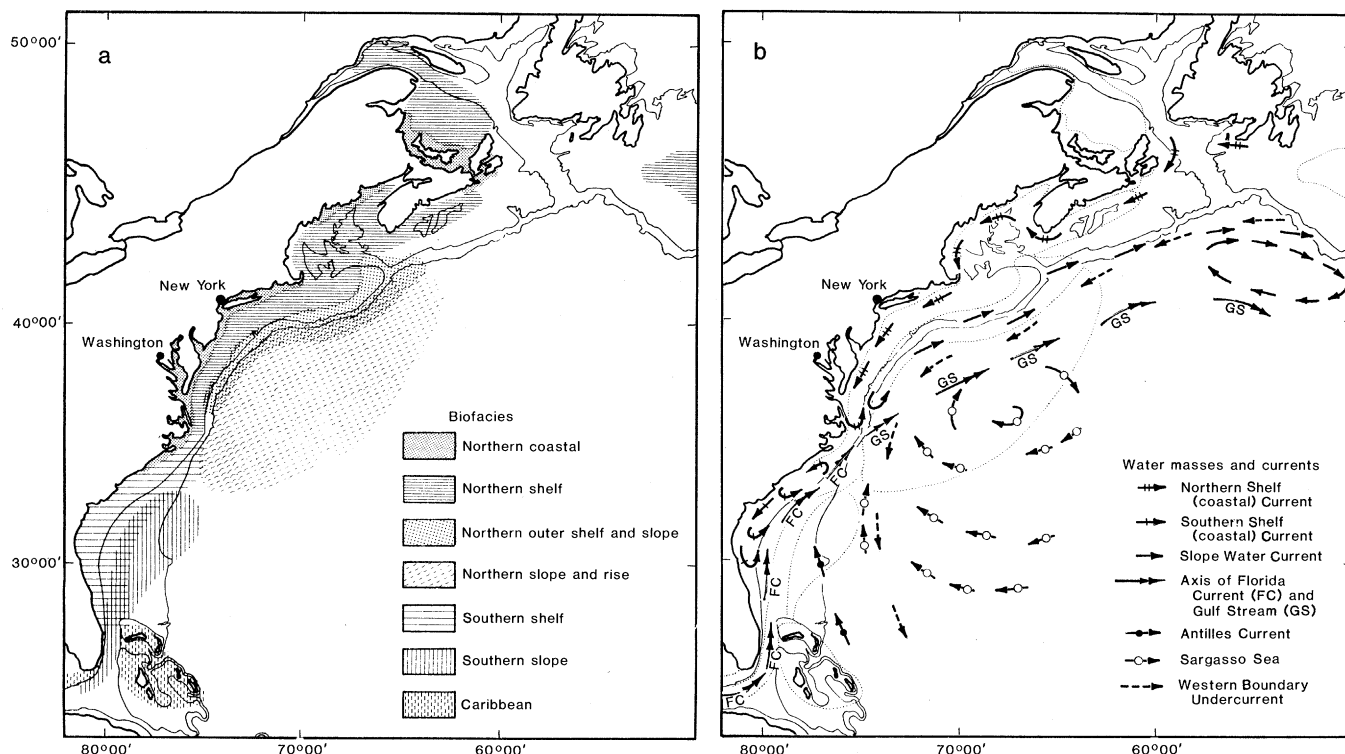 a
50°00'
40°00'
30°00'
80°00'
70°00'
60°00'
New York
Washington
Biofacies
Northern coastal
Northern shelf
Northern outer shelf and slope
Northern slope and rise
Southern shelf
Southern slope
Caribbean
b
New York
Washington
GS
GS
GS
GS
GS
FC
FC
FC
FC
FC
Water masses and currents
Northern Shelf
(coastal) Current
Southern Shelf
(coastal) Current
Slope Water Current
Axis of Florida
Current (FC) and
Gulf Stream (GS)
Antilles Current
Sargasso Sea
Western Boundary
Undercurrent
80°00'
70°00'
60°00'